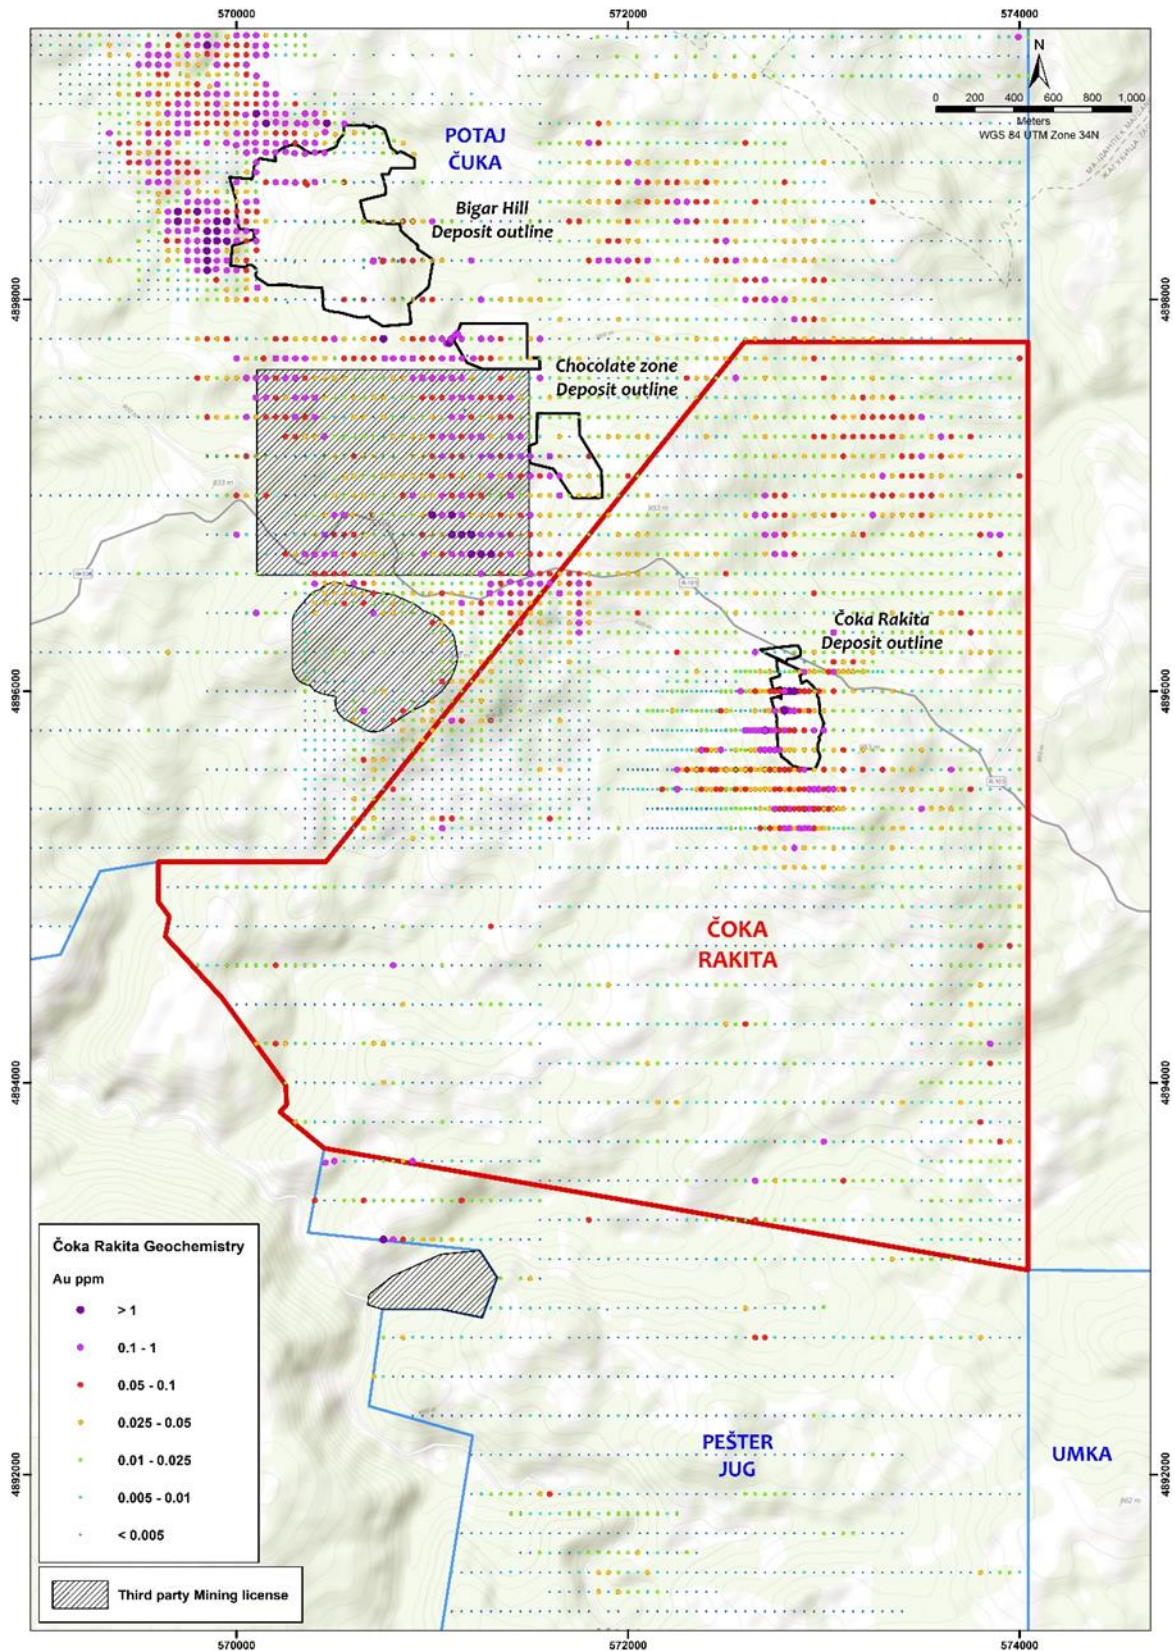 570000
572000
574000
N
0 200 400 600 800 1,000
Meters
WGS 84 UTM Zone 34N
POTAJ
ČUKA
Bigar Hill
Deposit outline
4898000
4898000
Chocolate zone
Deposit outline
Čoka Rakita
Deposit outline
4896000
4896000
ČOKA
RAKITA
4894000
4894000
Čoka Rakita Geochemistry
Au ppm
> 1
0.1 - 1
0.05 - 0.1
0.025 - 0.05
0.01 - 0.025
0.005 - 0.01
< 0.005
Third party Mining license
PEŠTER
JUG
UMKA
4892000
4892000
570000
572000
574000